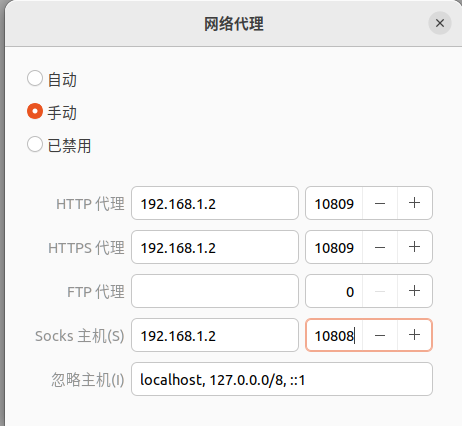 网络代理
自动
手动
已禁用
HTTP 代理 192.168.1.2 10809
HTTPS 代理 192.168.1.2 10809
FTP 代理 0
Socks 主机(S) 192.168.1.2 10808
忽略主机(I) localhost, 127.0.0.0/8, ::1